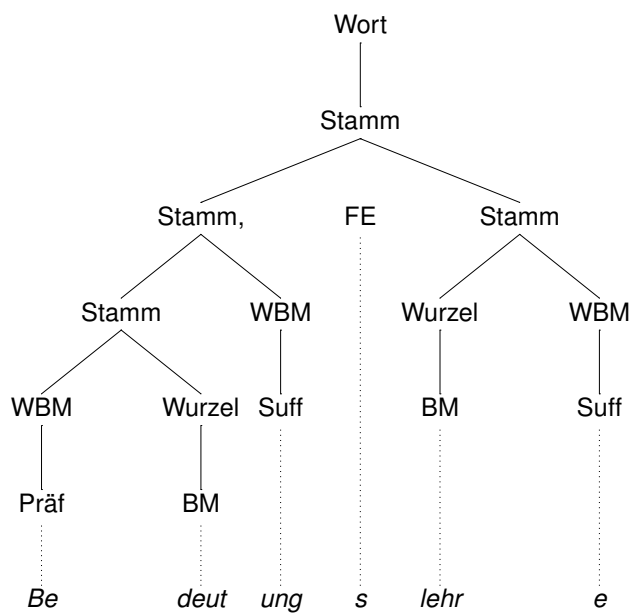 Wort
Stamm
Stamm, FE Stamm
Stamm WBM Wurzel WBM
WBM Wurzel Suff BM Suff
Präf BM
Be deut ung s lehr e